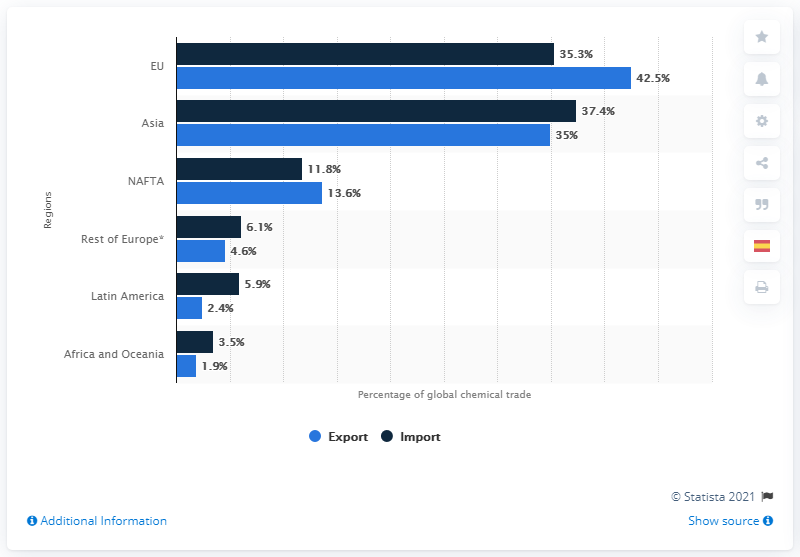 EU
35.3%
42.5%
Asia
37.4%
35%
NAFTA
11.8%
13.6%
Rest of Europe*
6.1%
4.6%
Latin America
5.9%
2.4%
Africa and Oceania
3.5%
1.9%
Regions
Percentage of global chemical trade
Export Import
© Statista 2021
Additional Information
Show source